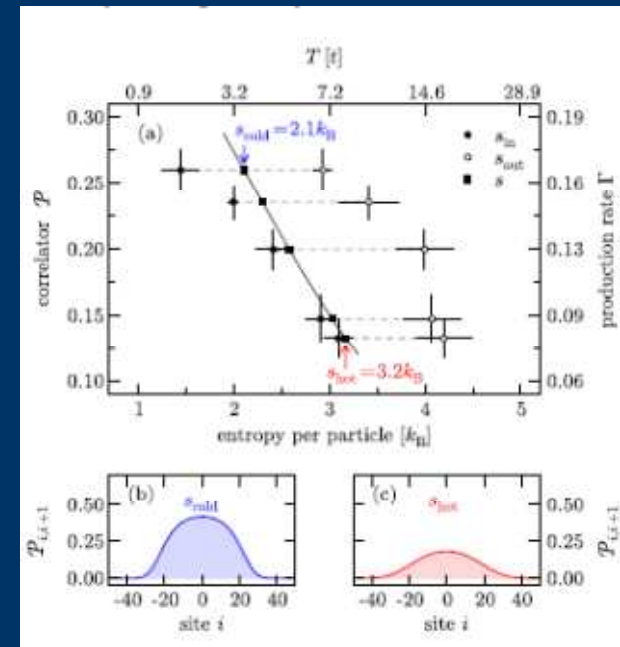 T [t]
0.9 3.2 7.2 14.6 28.9
(a)
s_cold = 2.1k_B
s_in
s_out
s
0.30
0.25
0.20
0.15
0.10
correlator 𝒫
0.19
0.16
0.13
0.09
0.06
production rate Γ
s_hot = 3.2k_B
1 2 3 4 5
entropy per particle [k_B]
(b)
s_cold
0.50
0.25
0.00
𝒫_{i,i+1}
-40 -20 0 20 40
site i
(c)
s_hot
0.50
0.25
0.00
𝒫_{i,i+1}
-40 -20 0 20 40
site i